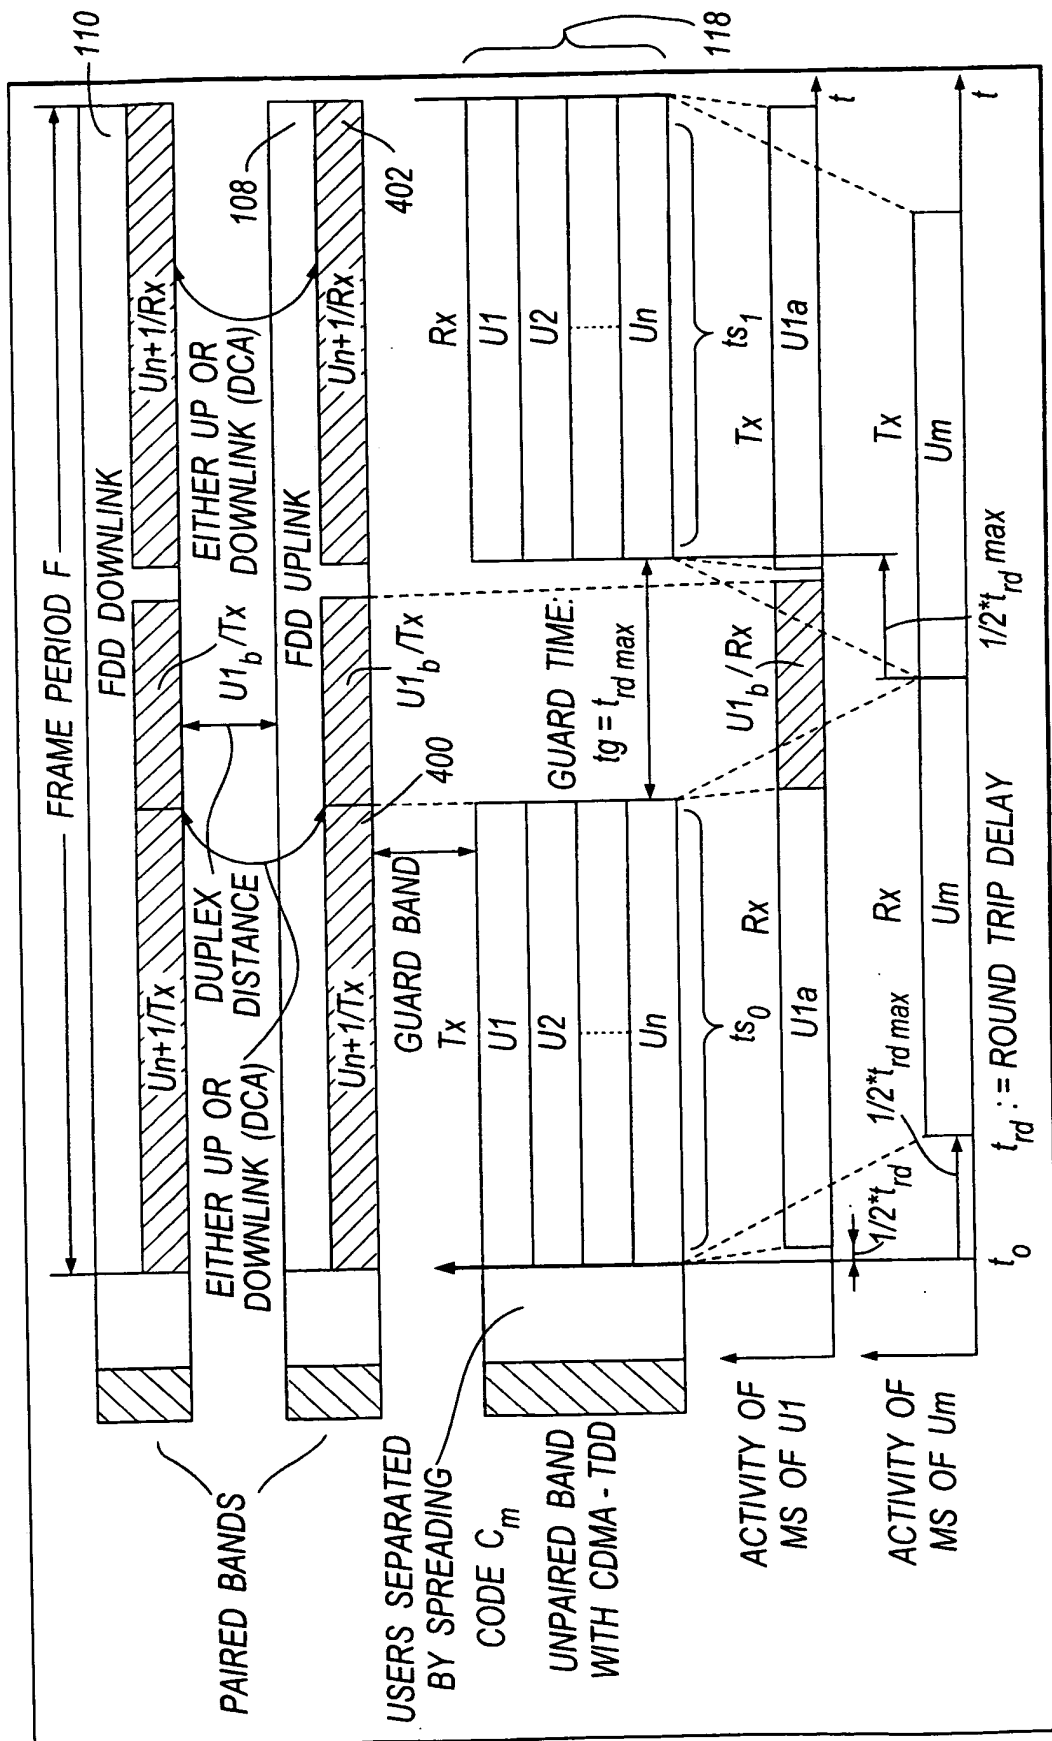 FRAME PERIOD F
FDD DOWNLINK
110
Un+1/Tx
Un+1/Rx
EITHER UP OR
DOWNLINK (DCA)
DUPLEX
DISTANCE
U1b/Tx
EITHER UP OR
DOWNLINK (DCA)
FDD UPLINK
108
PAIRED BANDS
Un+1/Tx
400
U1b/Tx
Un+1/Rx
402
GUARD BAND
USERS SEPARATED
BY SPREADING
CODE Cm
Tx
U1
U2
Un
ts0
GUARD TIME:
tg = trd max
Rx
U1
U2
Un
ts1
118
UNPAIRED BAND
WITH CDMA - TDD
ACTIVITY OF
MS OF U1
Rx
U1a
U1b/Rx
Tx
U1a
t
1/2*trd
1/2*trd max
ACTIVITY OF
MS OF Um
Rx
Um
Tx
Um
t
t0
trd := ROUND TRIP DELAY
1/2*trd max